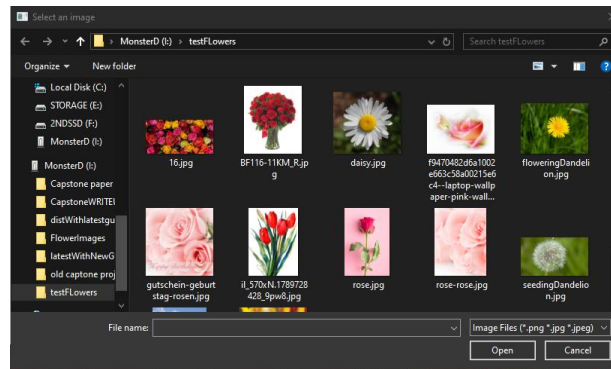 Select an image
MonsterD (I:) › testFLowers
Search testFLowers
Organize
New folder
Local Disk (C:)
STORAGE (E:)
2NDSSD (F:)
MonsterD (I:)
MonsterD (I:)
Capstone paper
CapstoneWRITEU
distWithlatestgu
FlowerImages
latestWithNewG
old captone proj
testFLowers
16.jpg
BF116-11KM_R.jp
g
daisy.jpg
f9470482d6a1002
e663c58a00215e6
c4--laptop-wallp
aper-pink-wall...
floweringDandeli
on.jpg
gutschein-geburt
stag-rosen.jpg
il_570xN.1789728
428_9pw8.jpg
rose.jpg
rose-rose.jpg
seedingDandelio
n.jpg
File name:
Image Files (*.png *.jpg *.jpeg)
Open
Cancel